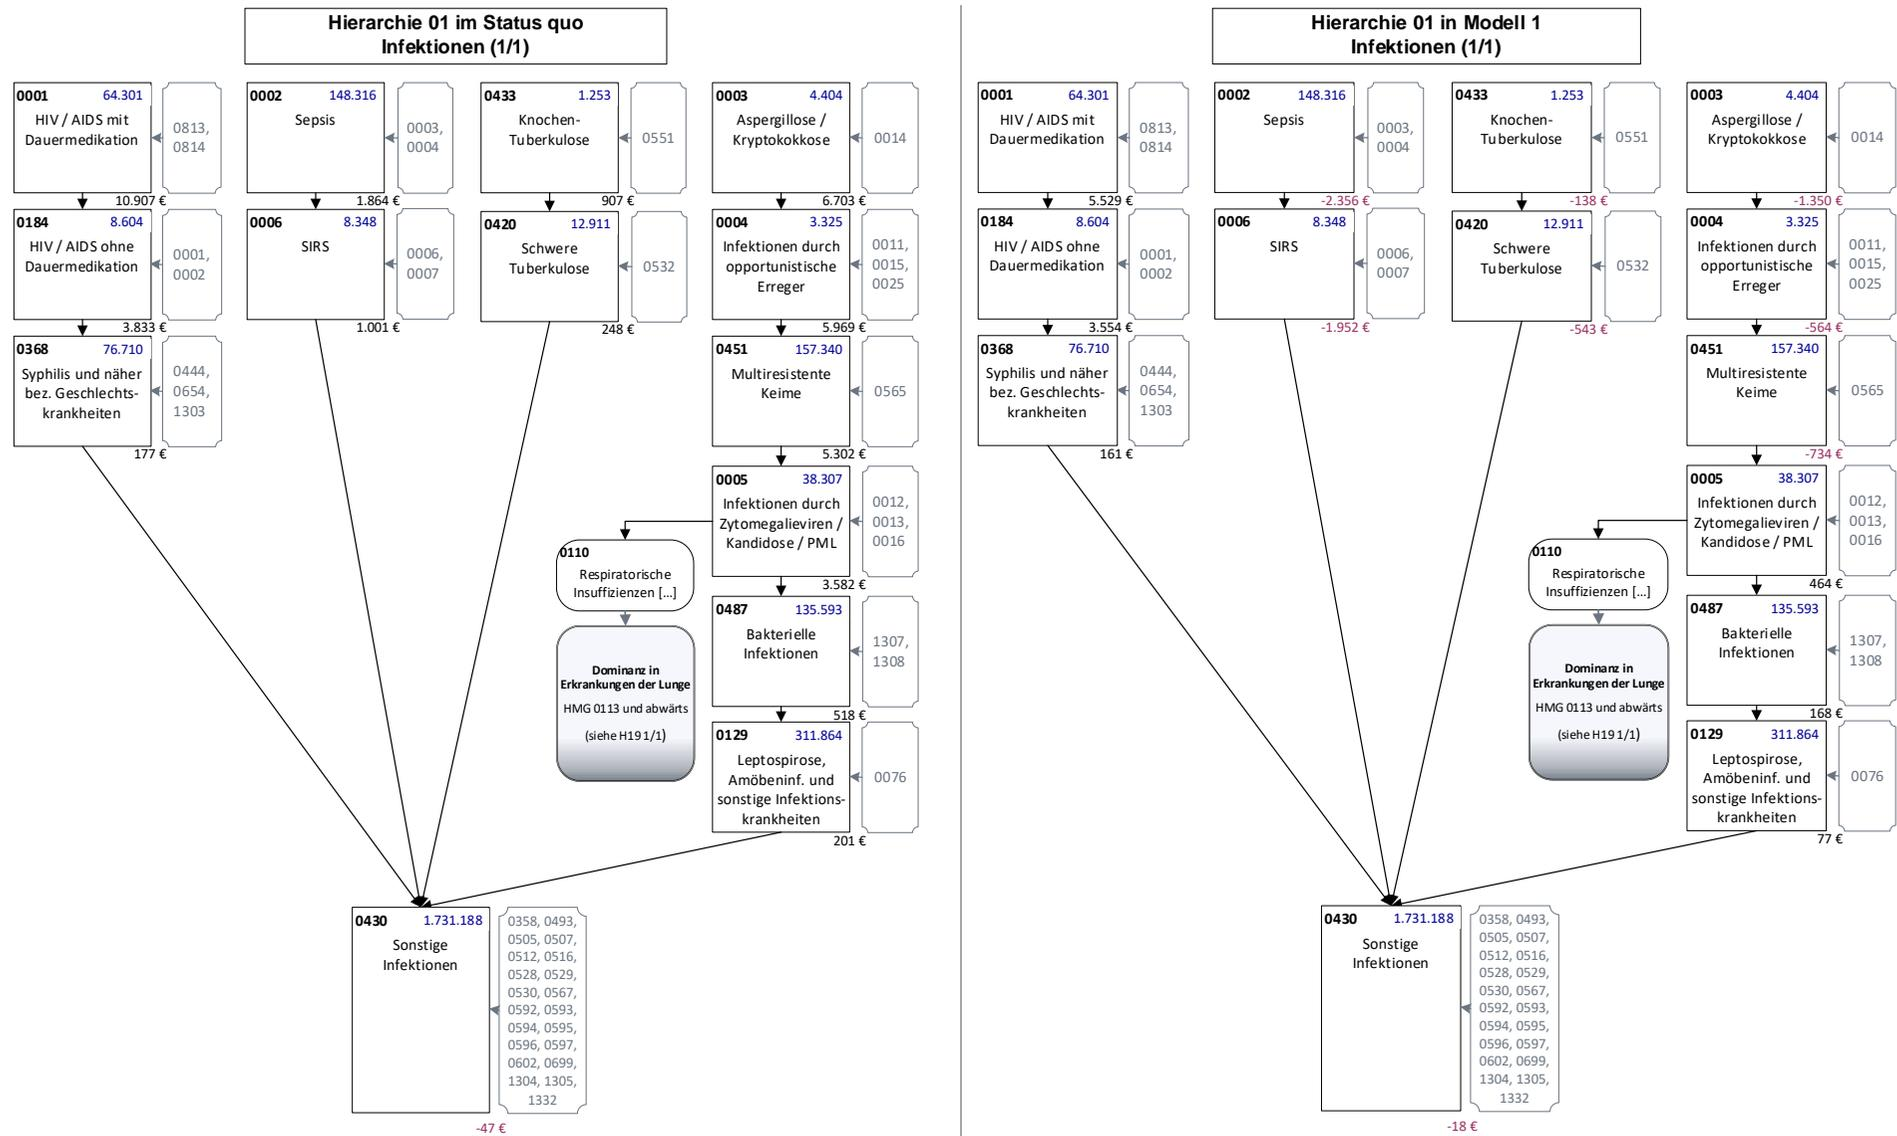 Hierarchie 01 im Status quo
Infektionen (1/1)
0001 64.301
HIV / AIDS mit
Dauermedikation
0813,
0814
10.907 €
0184 8.604
HIV / AIDS ohne
Dauermedikation
0001,
0002
3.833 €
0368 76.710
Syphilis und näher
bez. Geschlechts-
krankheiten
0444,
0654,
1303
177 €
0002 148.316
Sepsis
0003,
0004
1.864 €
0006 8.348
SIRS
0006,
0007
1.001 €
0433 1.253
Knochen-
Tuberkulose
0551
907 €
0420 12.911
Schwere
Tuberkulose
0532
248 €
0003 4.404
Aspergillose /
Kryptokokkose
0014
6.703 €
0004 3.325
Infektionen durch
opportunistische
Erreger
0011,
0015,
0025
5.969 €
0451 157.340
Multiresistente
Keime
0565
5.302 €
0005 38.307
Infektionen durch
Zytomegalieviren /
Kandidose / PML
0012,
0013,
0016
3.582 €
0110
Respiratorische
Insuffizienzen [...]
Dominanz in
Erkrankungen der Lunge
HMG 0113 und abwärts
(siehe H19 1/1)
0487 135.593
Bakterielle
Infektionen
1307,
1308
518 €
0129 311.864
Leptospirose,
Amöbeninf. und
sonstige Infektions-
krankheiten
0076
201 €
0430 1.731.188
Sonstige
Infektionen
0358, 0493,
0505, 0507,
0512, 0516,
0528, 0529,
0530, 0567,
0592, 0593,
0594, 0595,
0596, 0597,
0602, 0699,
1304, 1305,
1332
-47 €
Hierarchie 01 in Modell 1
Infektionen (1/1)
0001 64.301
HIV / AIDS mit
Dauermedikation
0813,
0814
5.529 €
0184 8.604
HIV / AIDS ohne
Dauermedikation
0001,
0002
3.554 €
0368 76.710
Syphilis und näher
bez. Geschlechts-
krankheiten
0444,
0654,
1303
161 €
0002 148.316
Sepsis
0003,
0004
-2.356 €
0006 8.348
SIRS
0006,
0007
-1.952 €
0433 1.253
Knochen-
Tuberkulose
0551
-138 €
0420 12.911
Schwere
Tuberkulose
0532
-543 €
0003 4.404
Aspergillose /
Kryptokokkose
0014
-1.350 €
0004 3.325
Infektionen durch
opportunistische
Erreger
0011,
0015,
0025
-564 €
0451 157.340
Multiresistente
Keime
0565
-734 €
0005 38.307
Infektionen durch
Zytomegalieviren /
Kandidose / PML
0012,
0013,
0016
464 €
0110
Respiratorische
Insuffizienzen [...]
Dominanz in
Erkrankungen der Lunge
HMG 0113 und abwärts
(siehe H19 1/1)
0487 135.593
Bakterielle
Infektionen
1307,
1308
168 €
0129 311.864
Leptospirose,
Amöbeninf. und
sonstige Infektions-
krankheiten
0076
77 €
0430 1.731.188
Sonstige
Infektionen
0358, 0493,
0505, 0507,
0512, 0516,
0528, 0529,
0530, 0567,
0592, 0593,
0594, 0595,
0596, 0597,
0602, 0699,
1304, 1305,
1332
-18 €